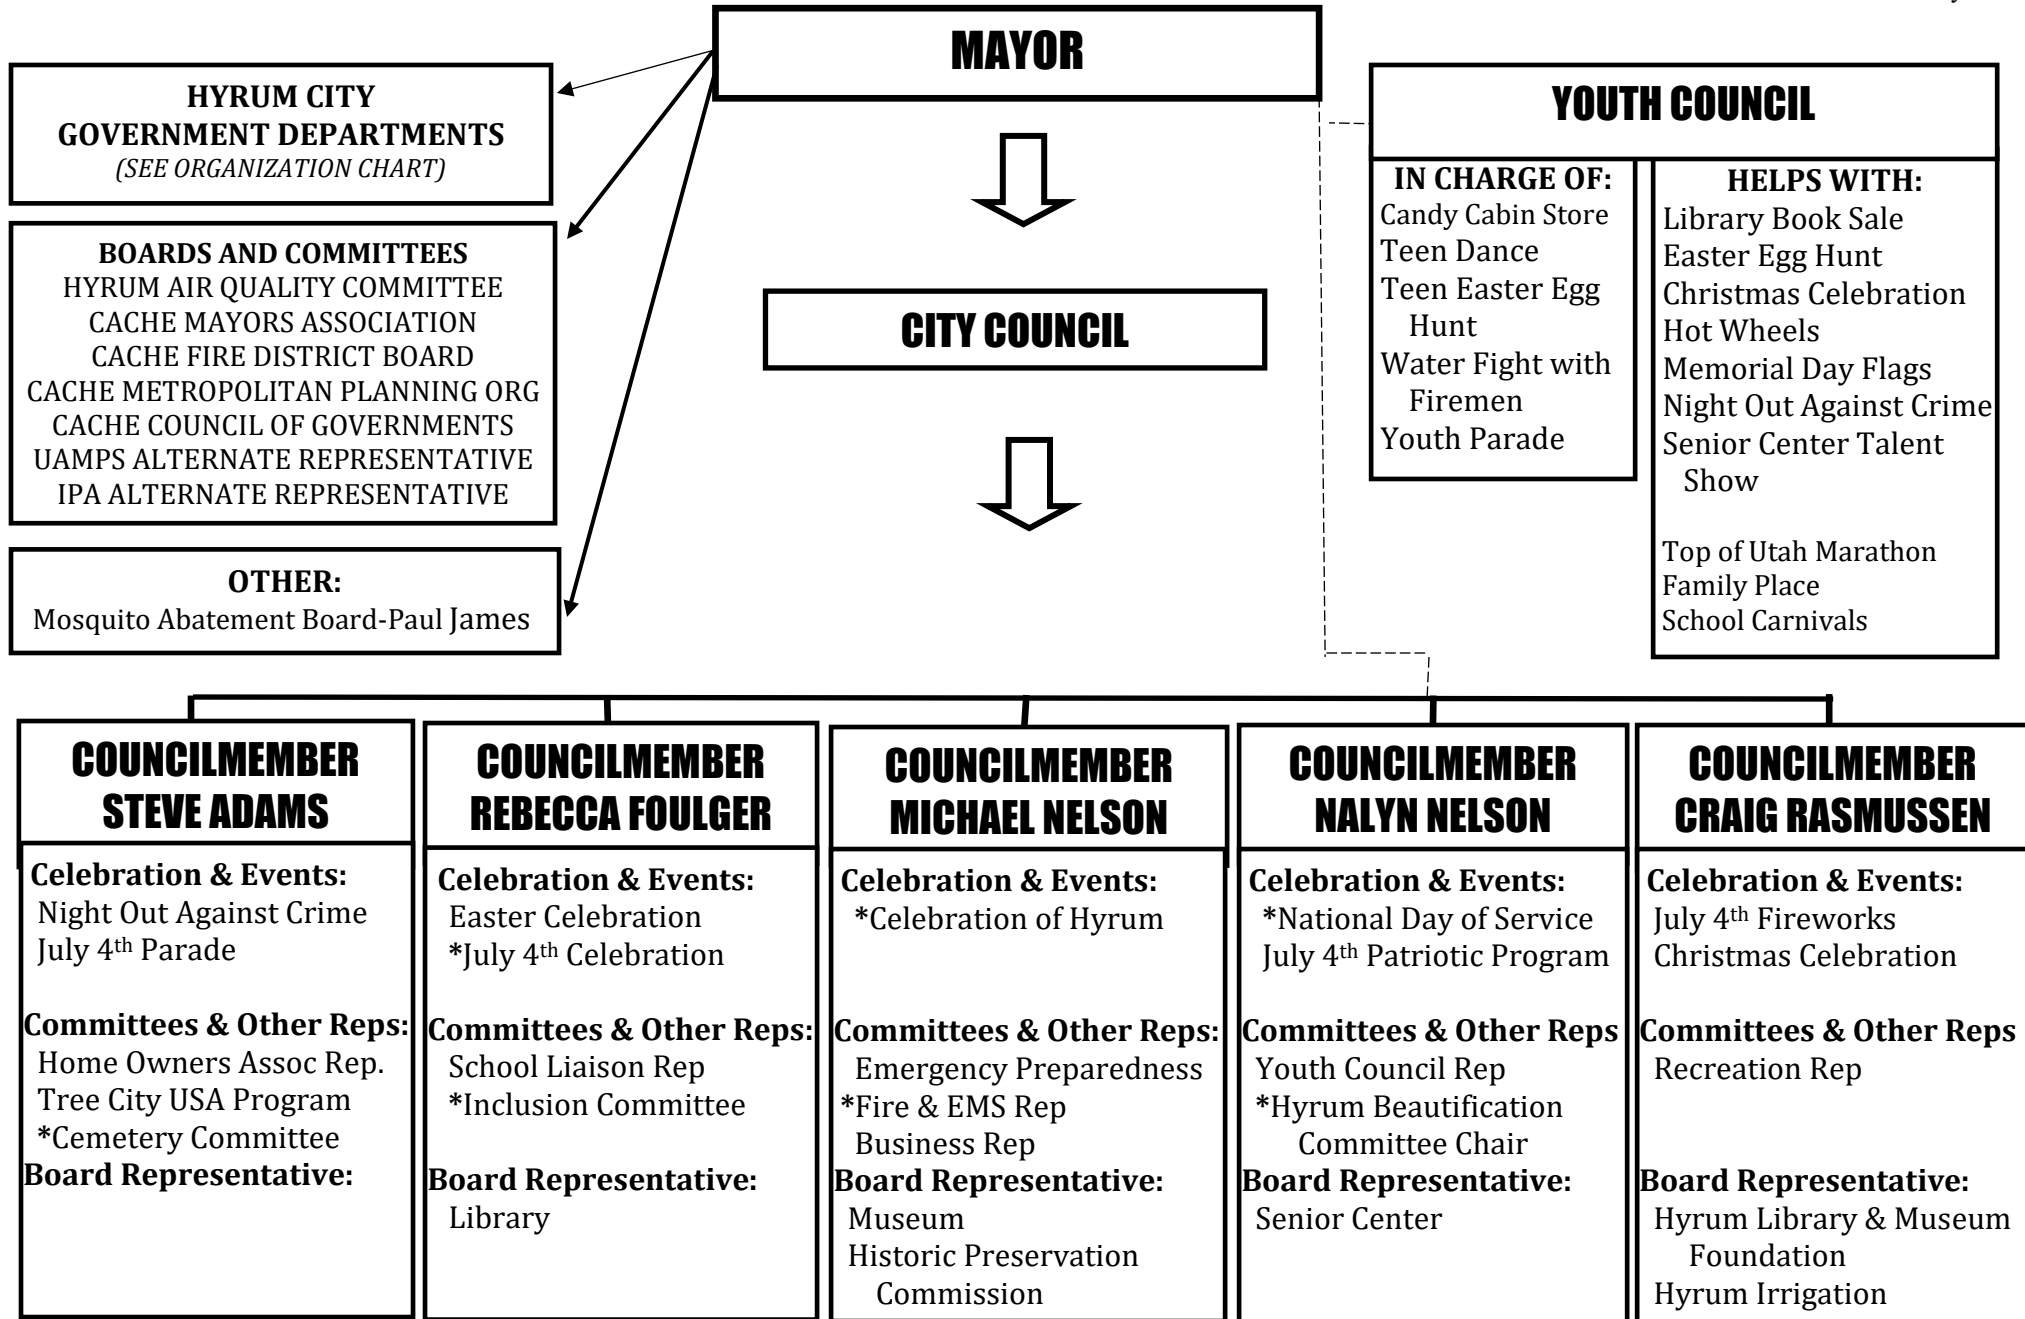 MAYOR
HYRUM CITY
GOVERNMENT DEPARTMENTS
(SEE ORGANIZATION CHART)
BOARDS AND COMMITTEES
HYRUM AIR QUALITY COMMITTEE
CACHE MAYORS ASSOCIATION
CACHE FIRE DISTRICT BOARD
CACHE METROPOLITAN PLANNING ORG
CACHE COUNCIL OF GOVERNMENTS
UAMPS ALTERNATE REPRESENTATIVE
IPA ALTERNATE REPRESENTATIVE
OTHER:
Mosquito Abatement Board-Paul James
CITY COUNCIL
YOUTH COUNCIL
IN CHARGE OF:
Candy Cabin Store
Teen Dance
Teen Easter Egg
Hunt
Water Fight with
Firemen
Youth Parade
HELPS WITH:
Library Book Sale
Easter Egg Hunt
Christmas Celebration
Hot Wheels
Memorial Day Flags
Night Out Against Crime
Senior Center Talent
Show
Top of Utah Marathon
Family Place
School Carnivals
COUNCILMEMBER
STEVE ADAMS
Celebration & Events:
Night Out Against Crime
July 4th Parade
Committees & Other Reps:
Home Owners Assoc Rep.
Tree City USA Program
*Cemetery Committee
Board Representative:
COUNCILMEMBER
REBECCA FOULGER
Celebration & Events:
Easter Celebration
*July 4th Celebration
Committees & Other Reps:
School Liaison Rep
*Inclusion Committee
Board Representative:
Library
COUNCILMEMBER
MICHAEL NELSON
Celebration & Events:
*Celebration of Hyrum
Committees & Other Reps:
Emergency Preparedness
*Fire & EMS Rep
Business Rep
Board Representative:
Museum
Historic Preservation
Commission
COUNCILMEMBER
NALYN NELSON
Celebration & Events:
*National Day of Service
July 4th Patriotic Program
Committees & Other Reps
Youth Council Rep
*Hyrum Beautification
Committee Chair
Board Representative:
Senior Center
COUNCILMEMBER
CRAIG RASMUSSEN
Celebration & Events:
July 4th Fireworks
Christmas Celebration
Committees & Other Reps
Recreation Rep
Board Representative:
Hyrum Library & Museum
Foundation
Hyrum Irrigation